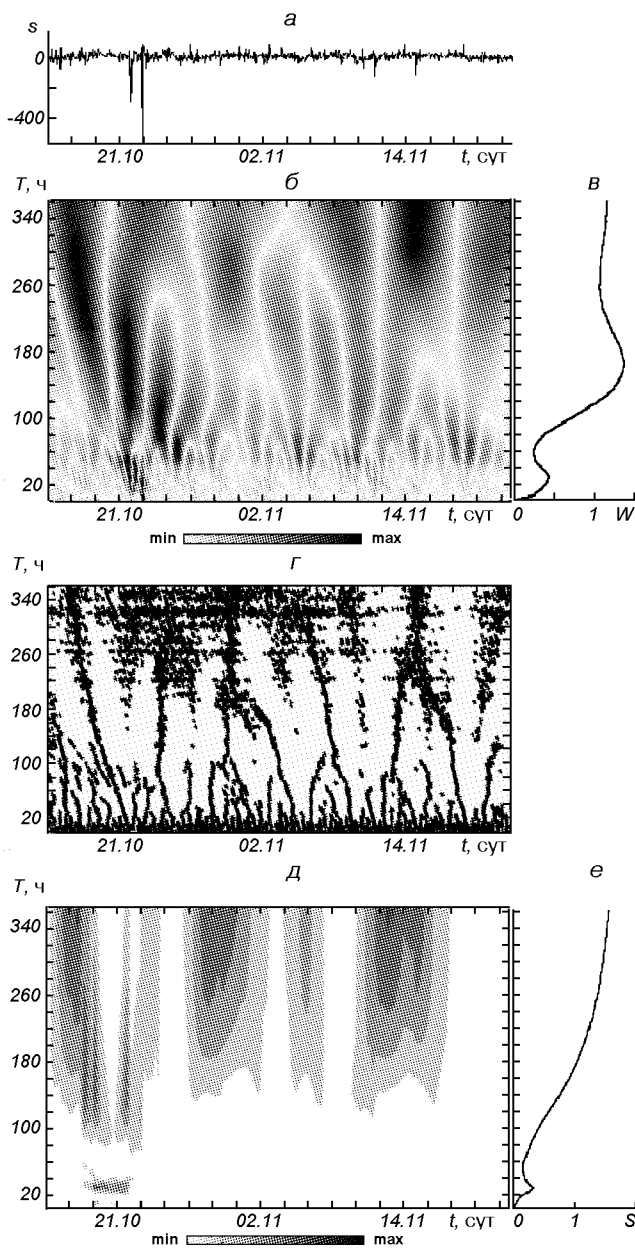 а
s
0
-400
21.10 02.11 14.11 t, сут
T, ч б в
340
260
180
100
20
21.10 02.11 14.11 t, сут 0 1 W
min max
T, ч г
340
260
180
100
20
21.10 02.11 14.11 t, сут
T, ч д е
340
260
180
100
20
21.10 02.11 14.11 t, сут 0 1 S
min max